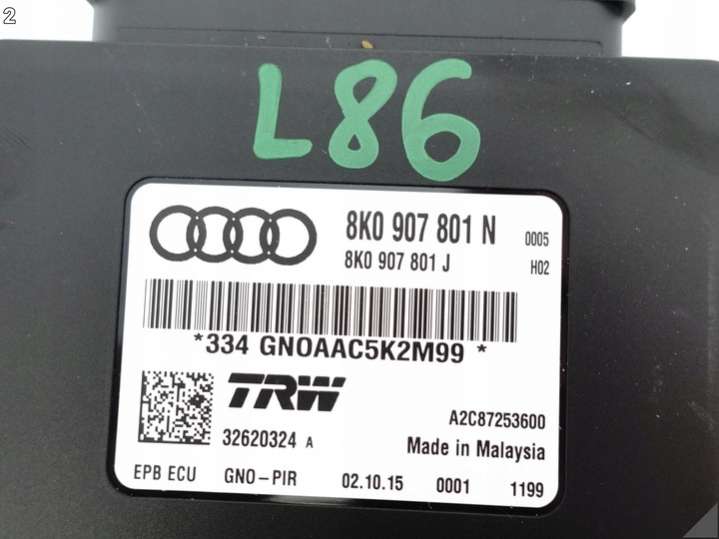 2
L86
8K0 907 801 N 0005
8K0 907 801 J H02
*334 GNOAAC5K2M99 *
TRW
A2C87253600
32620324 A
Made in Malaysia
EPB ECU GNO-PIR 02.10.15 0001 1199